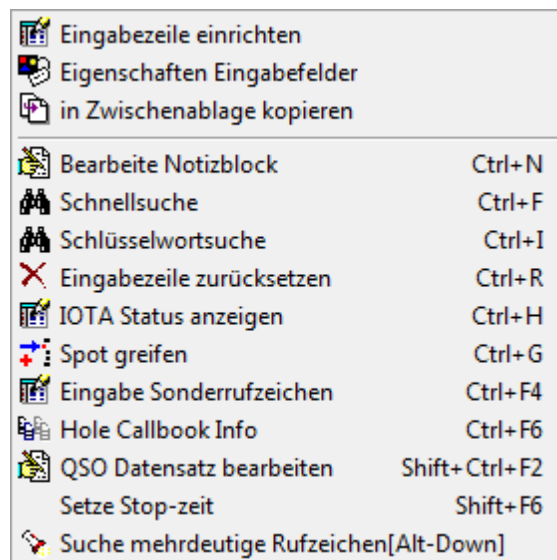 Eingabezeile einrichten
Eigenschaften Eingabefelder
in Zwischenablage kopieren
Bearbeite Notizblock Ctrl+N
Schnellsuche Ctrl+F
Schlüsselwortsuche Ctrl+I
Eingabezeile zurücksetzen Ctrl+R
IOTA Status anzeigen Ctrl+H
Spot greifen Ctrl+G
Eingabe Sonderrufzeichen Ctrl+F4
Hole Callbook Info Ctrl+F6
QSO Datensatz bearbeiten Shift+Ctrl+F2
Setze Stop-zeit Shift+F6
Suche mehrdeutige Rufzeichen[Alt-Down]